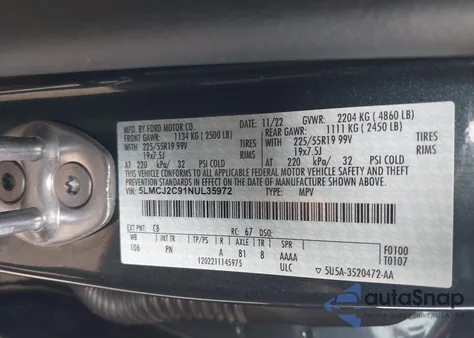 MFD. BY FORD MOTOR CO.
11/22 GVWR: 2204 KG ( 4860 LB)
FRONT GAWR: 1134 KG ( 2500 LB) REAR GAWR: 1111 KG ( 2450 LB)
WITH 225/55R19 99V TIRES WITH 225/55R19 99V TIRES
19x7.5J RIMS 19x7.5J RIMS
AT 220 kPa/ 32 PSI COLD AT 220 kPa/ 32 PSI COLD
THIS VEHICLE CONFORMS TO ALL APPLICABLE FEDERAL MOTOR VEHICLE
SAFETY AND THEFT PREVENTION STANDARDS IN EFFECT ON THE DATE OF
MANUFACTURE SHOWN ABOVE.
VIN: 5LMCJ2C91NUL35972 TYPE: MPV
EXT PNT: C8 RC: 67 DSO:
WB INT TR TP/PS R AX TR SPR
106 PN A B1 8 AAAA
F0100
T0107
I202211145975 ULC 5U5A-3520472-AA
autoSnap